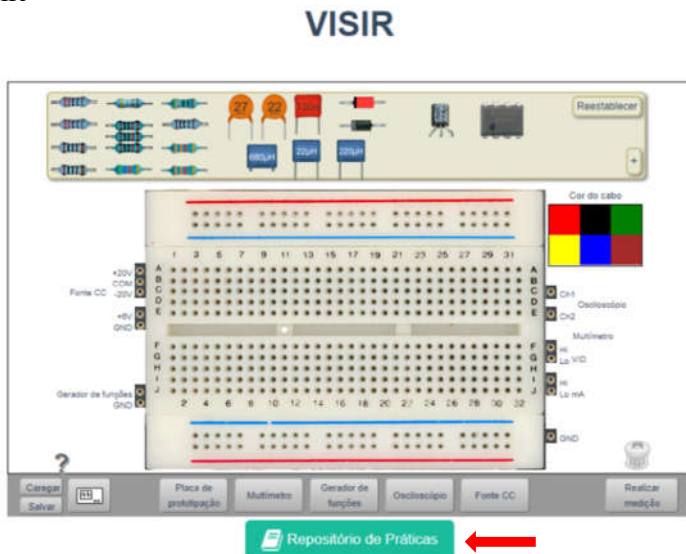 VISIR
27 22
680µH 22µH 220µH
Reestablecer
+
Cor do cabo
1 3 5 7 9 11 13 15 17 19 21 23 25 27 29 31
A A
B B
C C
D D
E E
+20V
COM
Fonte CC -20V
+6V
GND
Ch1
Osciloscópio
Ch2
Multímetro
Hi
Lo V/Ω
Hi
Lo mA
F F
G G
H H
I I
J J
Gerador de funções
GND
2 4 6 8 10 12 14 16 18 20 22 24 26 28 30 32
GND
?
Carregar
Salvar
Placa de prototipação
Multímetro
Gerador de funções
Osciloscópio
Fonte CC
Realizar medição
Repositório de Práticas